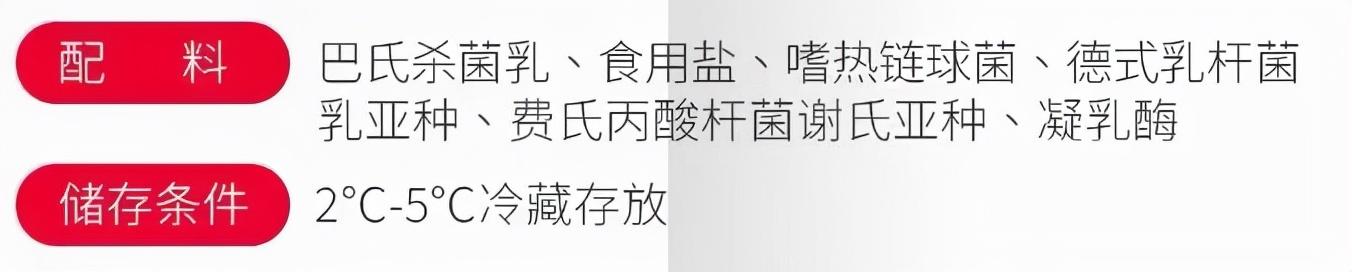 配 料 巴氏杀菌乳、食用盐、嗜热链球菌、德式乳杆菌
乳亚种、费氏丙酸杆菌谢氏亚种、凝乳酶
储存条件 2°C-5°C冷藏存放